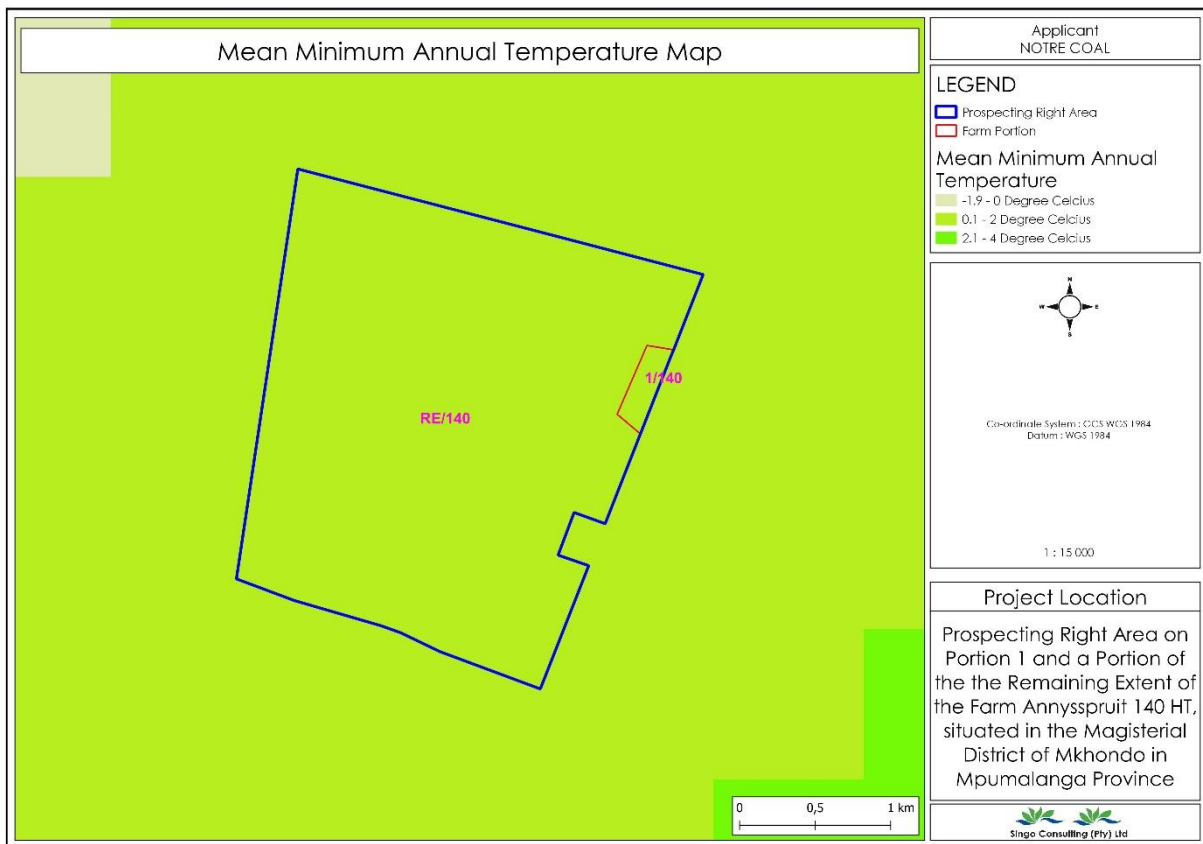 Mean Minimum Annual Temperature Map
RE/140
1/140
0
0,5
1 km
Applicant
NOTRE COAL
LEGEND
Prospecting Right Area
Farm Portion
Mean Minimum Annual
Temperature
-1.9 - 0 Degree Celcius
0.1 - 2 Degree Celcius
2.1 - 4 Degree Celcius
N
W
E
S
Co-ordinate System : GCS WGS 1984
Datum : WGS 1984
1 : 15 000
Project Location
Prospecting Right Area on
Portion 1 and a Portion of
the the Remaining Extent of
the Farm Annysspruit 140 HT,
situated in the Magisterial
District of Mkhondo in
Mpumalanga Province
Singo Consulting (Pty) Ltd